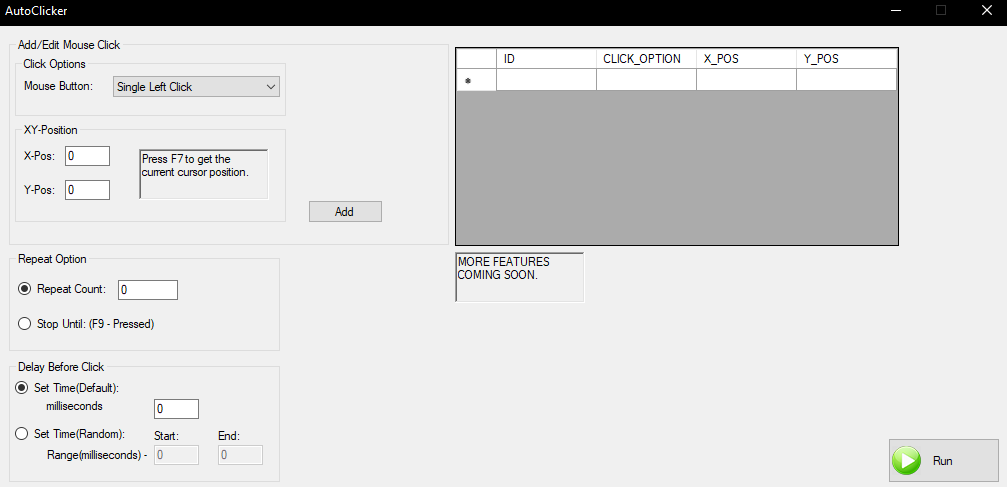 AutoClicker
Add/Edit Mouse Click
Click Options
Mouse Button: Single Left Click
XY-Position
X-Pos: 0
Y-Pos: 0
Press F7 to get the
current cursor position.
Add
ID CLICK_OPTION X_POS Y_POS
*
MORE FEATURES
COMING SOON.
Repeat Option
Repeat Count: 0
Stop Until: (F9 - Pressed)
Delay Before Click
Set Time(Default):
milliseconds 0
Set Time(Random): Start: End:
Range(milliseconds) - 0 0
Run